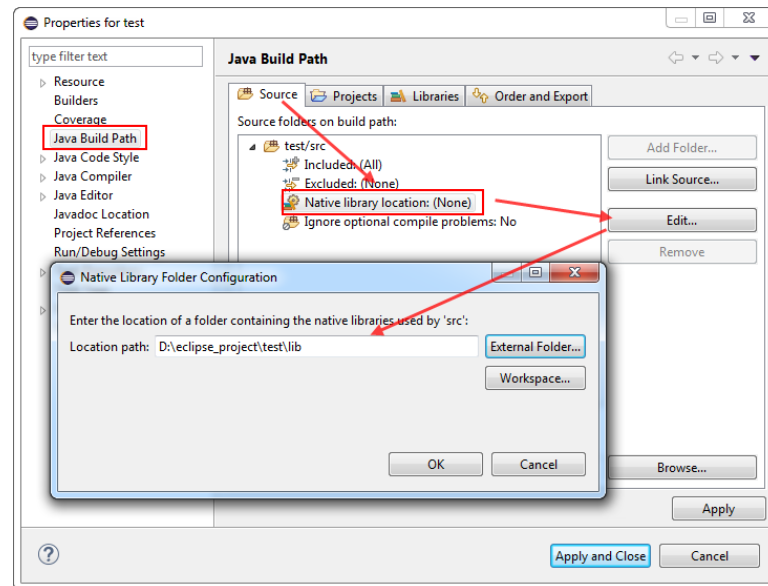 Properties for test
type filter text
Resource
Builders
Coverage
Java Build Path
Java Code Style
Java Compiler
Java Editor
Javadoc Location
Project References
Run/Debug Settings
Java Build Path
Source
Projects
Libraries
Order and Export
Source folders on build path:
test/src
Included: (All)
Excluded: (None)
Native library location: (None)
Ignore optional compile problems: No
Add Folder...
Link Source...
Edit...
Remove
Native Library Folder Configuration
Enter the location of a folder containing the native libraries used by 'src':
Location path: D:\eclipse_project\test\lib
External Folder...
Workspace...
OK
Cancel
Browse...
Apply
Apply and Close
Cancel